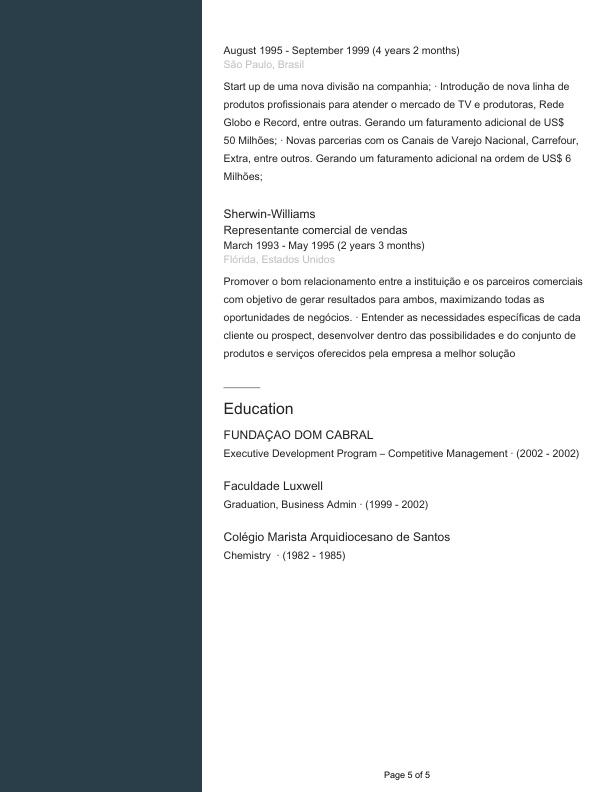 August 1995 - September 1999 (4 years 2 months)
São Paulo, Brasil
Start up de uma nova divisão na companhia; · Introdução de nova linha de
produtos profissionais para atender o mercado de TV e produtoras, Rede
Globo e Record, entre outras. Gerando um faturamento adicional de US$
50 Milhões; · Novas parcerias com os Canais de Varejo Nacional, Carrefour,
Extra, entre outros. Gerando um faturamento adicional na ordem de US$ 6
Milhões;
Sherwin-Williams
Representante comercial de vendas
March 1993 - May 1995 (2 years 3 months)
Flórida, Estados Unidos
Promover o bom relacionamento entre a instituição e os parceiros comerciais
com objetivo de gerar resultados para ambos, maximizando todas as
oportunidades de negócios. · Entender as necessidades específicas de cada
cliente ou prospect, desenvolver dentro das possibilidades e do conjunto de
produtos e serviços oferecidos pela empresa a melhor solução
Education
FUNDAÇAO DOM CABRAL
Executive Development Program – Competitive Management · (2002 - 2002)
Faculdade Luxwell
Graduation, Business Admin · (1999 - 2002)
Colégio Marista Arquidiocesano de Santos
Chemistry · (1982 - 1985)
Page 5 of 5